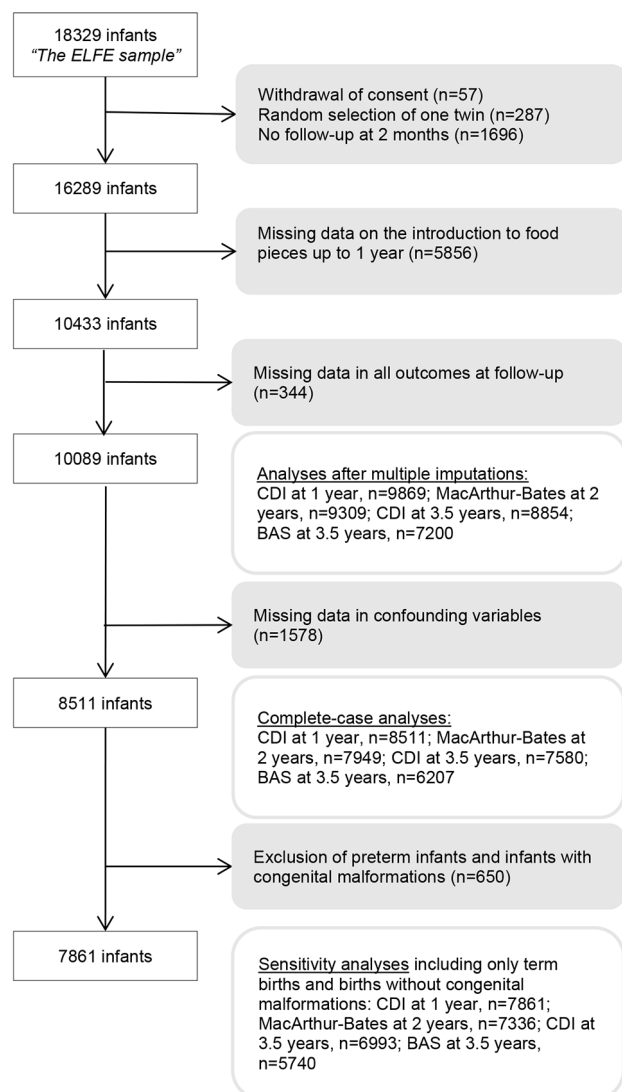 18329 infants
“The ELFE sample”
Withdrawal of consent (n=57)
Random selection of one twin (n=287)
No follow-up at 2 months (n=1696)
16289 infants
Missing data on the introduction to food
pieces up to 1 year (n=5856)
10433 infants
Missing data in all outcomes at follow-up
(n=344)
10089 infants
Analyses after multiple imputations:
CDI at 1 year, n=9869; MacArthur-Bates at 2
years, n=9309; CDI at 3.5 years, n=8854;
BAS at 3.5 years, n=7200
Missing data in confounding variables
(n=1578)
8511 infants
Complete-case analyses:
CDI at 1 year, n=8511; MacArthur-Bates at
2 years, n=7949; CDI at 3.5 years, n=7580;
BAS at 3.5 years, n=6207
Exclusion of preterm infants and infants with
congenital malformations (n=650)
7861 infants
Sensitivity analyses including only term
births and births without congenital
malformations: CDI at 1 year, n=7861;
MacArthur-Bates at 2 years, n=7336; CDI at
3.5 years, n=6993; BAS at 3.5 years,
n=5740